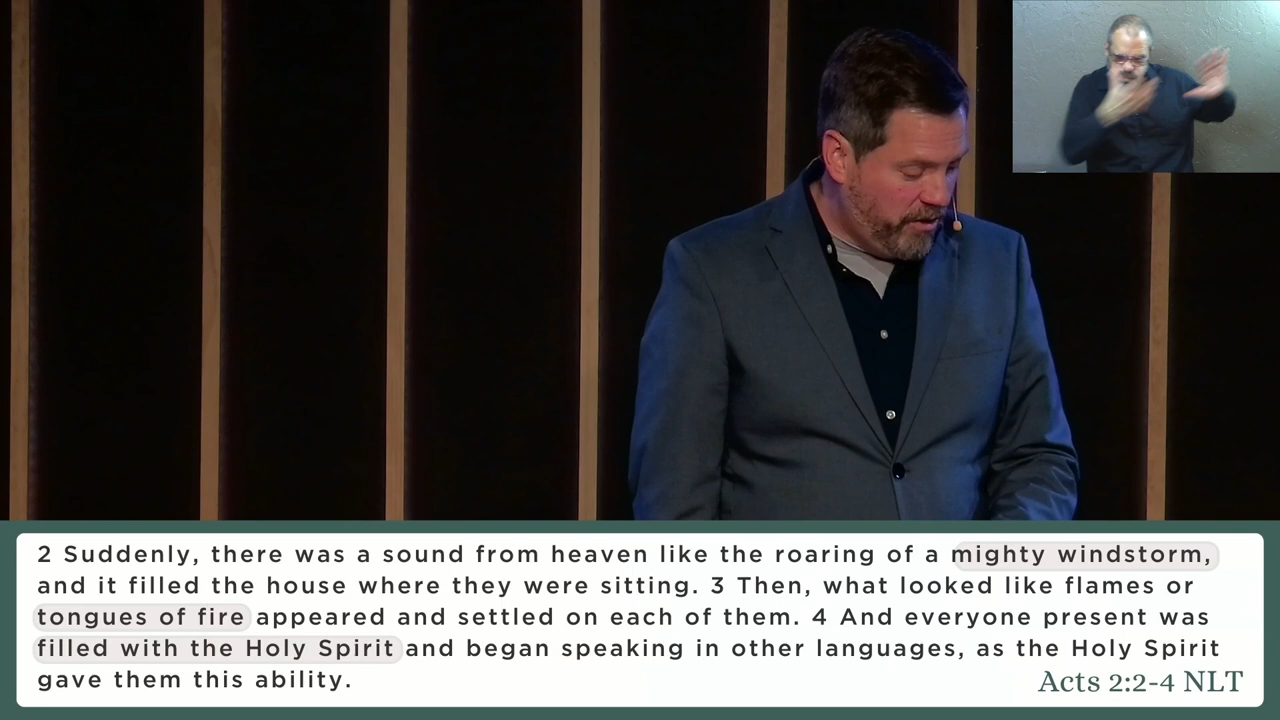 2 Suddenly, there was a sound from heaven like the roaring of a mighty windstorm,
and it filled the house where they were sitting. 3 Then, what looked like flames or
tongues of fire appeared and settled on each of them. 4 And everyone present was
filled with the Holy Spirit and began speaking in other languages, as the Holy Spirit
gave them this ability.
Acts 2:2-4 NLT